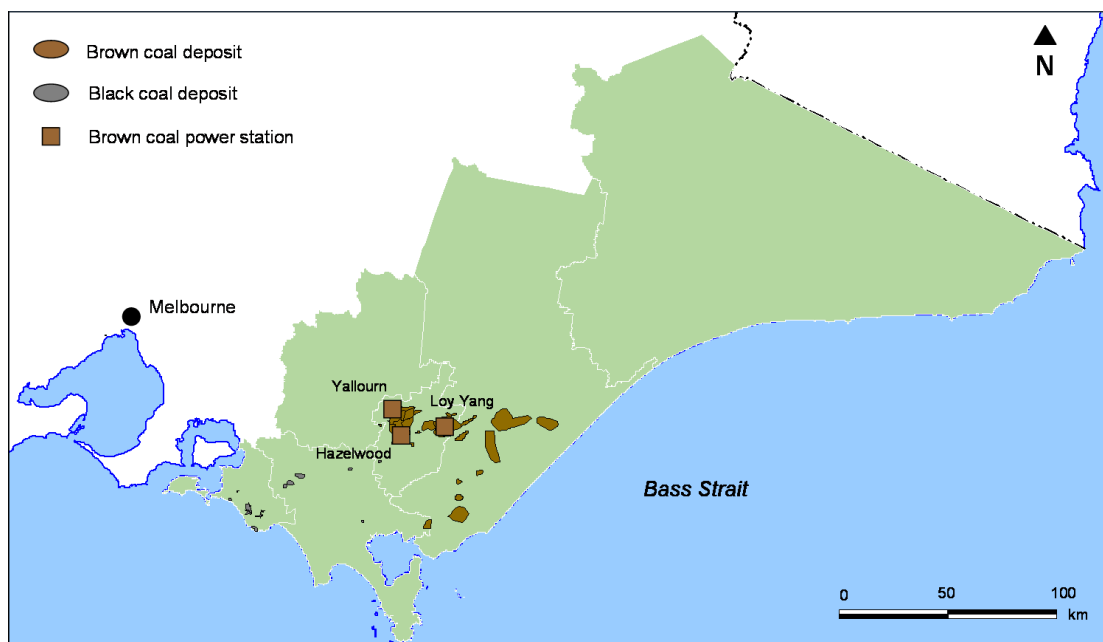 Brown coal deposit
Black coal deposit
Brown coal power station
N
Melbourne
Yallourn
Loy Yang
Hazelwood
Bass Strait
0 50 100
km